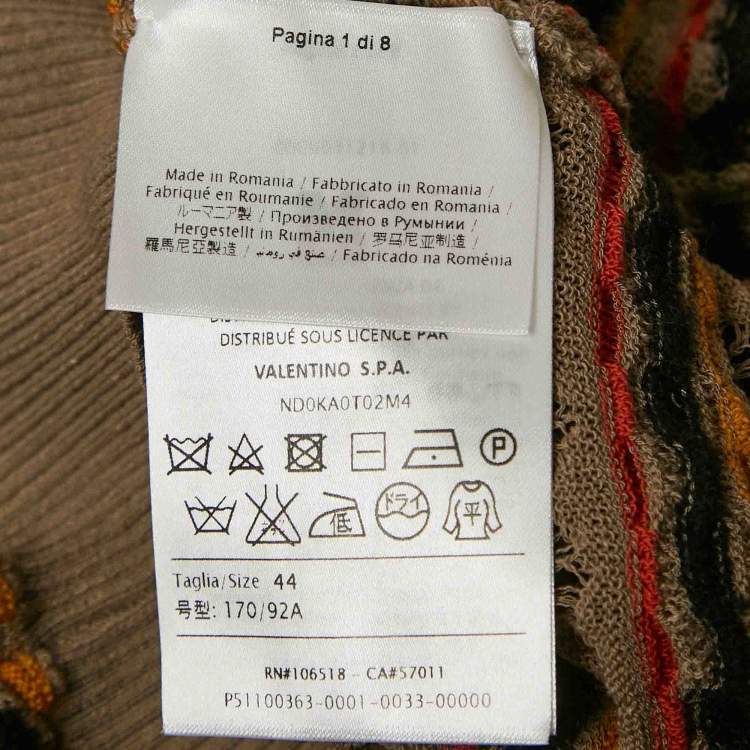 Pagina 1 di 8
Made in Romania / Fabbricato in Romania /
Fabriqué en Roumanie / Fabricado en Romania /
ルーマニア製 / Произведено в Румынии /
Hergestellt in Rumänien / 罗马尼亚制造 /
羅馬尼亞製造 / صنع في رومانيا / Fabricado na Roménia
DISTRIBUÉ SOUS LICENCE PAR
VALENTINO S.P.A.
ND0KA0T02M4
P
低 ドライ 平
Taglia/Size 44
号型: 170/92A
RN#106518 - CA#57011
P51100363-0001-0033-00000